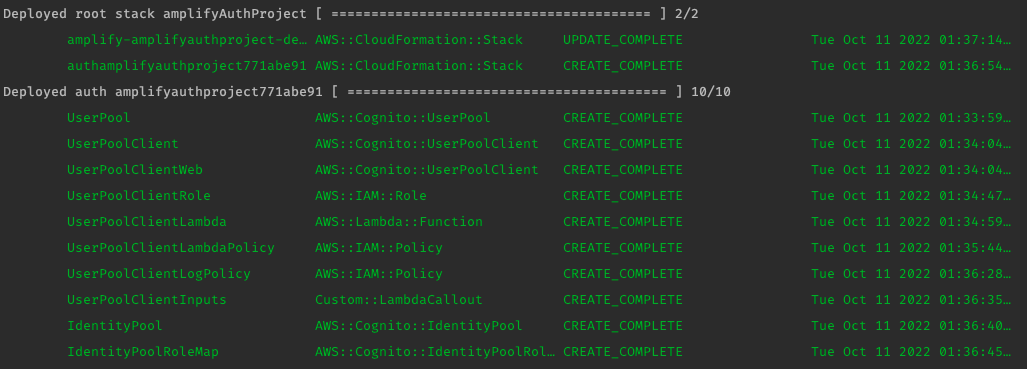 Deployed root stack amplifyAuthProject [ ======================================== ] 2/2
amplify-amplifyauthproject-de… AWS::CloudFormation::Stack UPDATE_COMPLETE Tue Oct 11 2022 01:37:14…
authamplifyauthproject771abe91 AWS::CloudFormation::Stack CREATE_COMPLETE Tue Oct 11 2022 01:36:54…
Deployed auth amplifyauthproject771abe91 [ ======================================== ] 10/10
UserPool AWS::Cognito::UserPool CREATE_COMPLETE Tue Oct 11 2022 01:33:59…
UserPoolClient AWS::Cognito::UserPoolClient CREATE_COMPLETE Tue Oct 11 2022 01:34:04…
UserPoolClientWeb AWS::Cognito::UserPoolClient CREATE_COMPLETE Tue Oct 11 2022 01:34:04…
UserPoolClientRole AWS::IAM::Role CREATE_COMPLETE Tue Oct 11 2022 01:34:47…
UserPoolClientLambda AWS::Lambda::Function CREATE_COMPLETE Tue Oct 11 2022 01:34:59…
UserPoolClientLambdaPolicy AWS::IAM::Policy CREATE_COMPLETE Tue Oct 11 2022 01:35:44…
UserPoolClientLogPolicy AWS::IAM::Policy CREATE_COMPLETE Tue Oct 11 2022 01:36:28…
UserPoolClientInputs Custom::LambdaCallout CREATE_COMPLETE Tue Oct 11 2022 01:36:35…
IdentityPool AWS::Cognito::IdentityPool CREATE_COMPLETE Tue Oct 11 2022 01:36:40…
IdentityPoolRoleMap AWS::Cognito::IdentityPoolRol… CREATE_COMPLETE Tue Oct 11 2022 01:36:45…